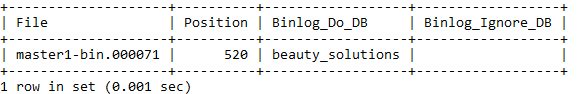 +--------------------+----------+------------------+------------------+
| File               | Position | Binlog_Do_DB     | Binlog_Ignore_DB |
+--------------------+----------+------------------+------------------+
| master1-bin.000071 |      520 | beauty_solutions |                  |
+--------------------+----------+------------------+------------------+
1 row in set (0.001 sec)